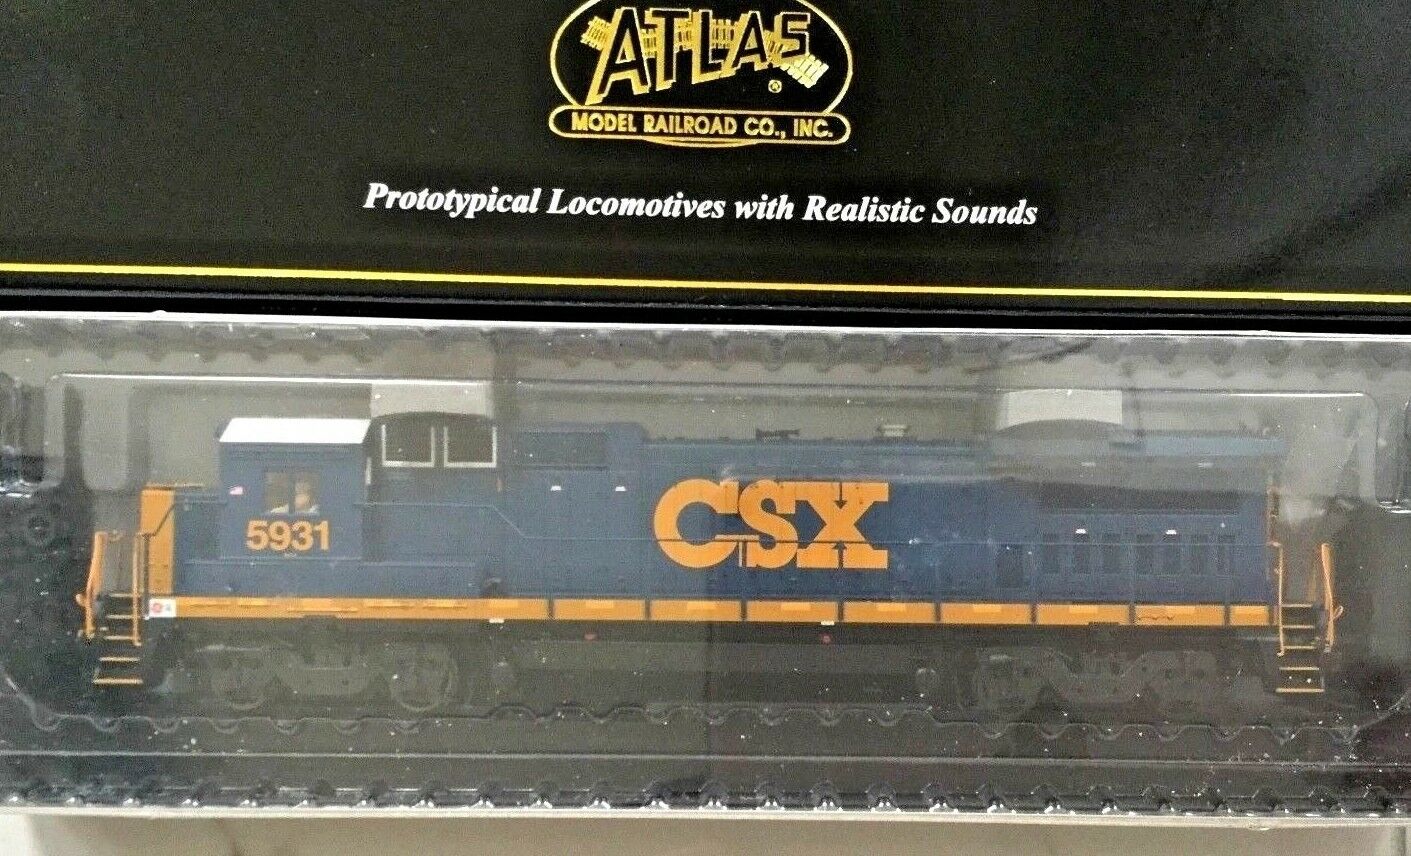 ATLAS
®
MODEL RAILROAD CO., INC.
Prototypical Locomotives with Realistic Sounds
5931
CSX